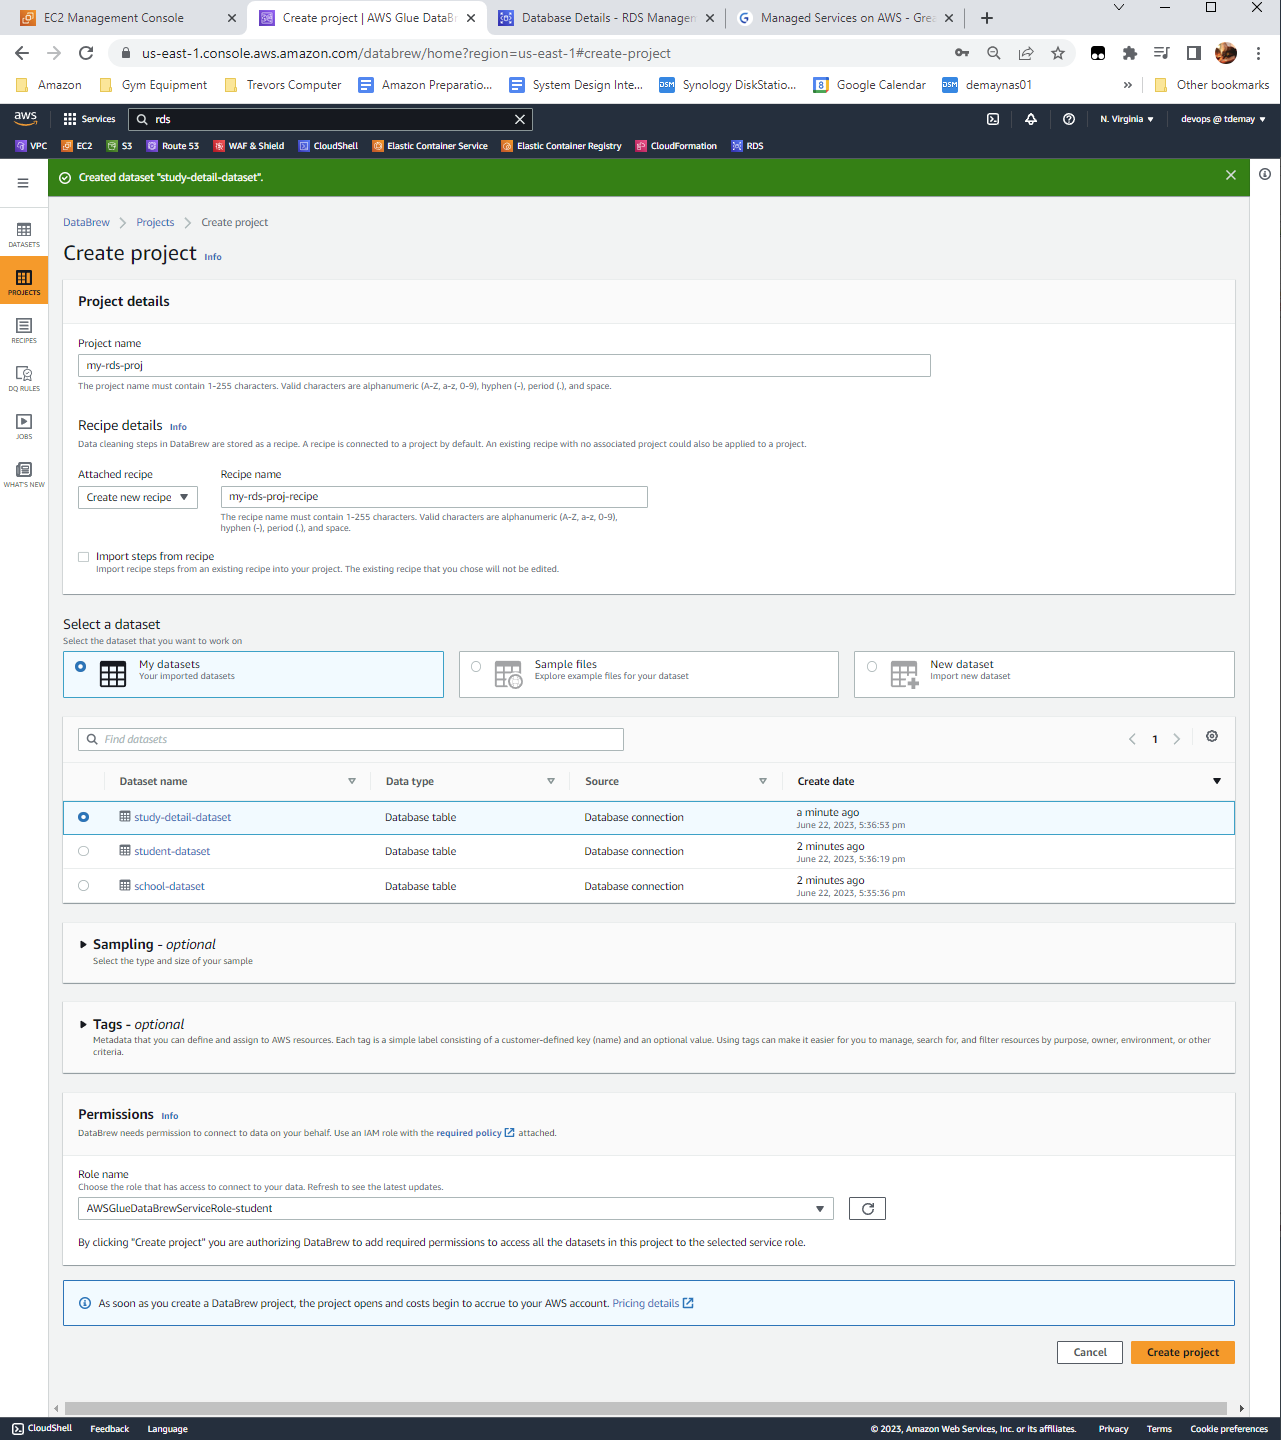 EC2 Management Console
Create project | AWS Glue DataBr
Database Details - RDS Managem
Managed Services on AWS - Grea
us-east-1.console.aws.amazon.com/databrew/home?region=us-east-1#create-project
Amazon
Gym Equipment
Trevors Computer
Amazon Preparatio...
System Design Inte...
DSM
Synology DiskStatio...
8
Google Calendar
DSM
demaynas01
»
Other bookmarks
aws
Services
rds
N. Virginia
devops @ tdemay
VPC
EC2
S3
Route 53
WAF & Shield
CloudShell
Elastic Container Service
Elastic Container Registry
CloudFormation
RDS
Created dataset "study-detail-dataset".
DATASETS
PROJECTS
RECIPES
DQ RULES
JOBS
WHAT'S NEW
DataBrew
Projects
Create project
Create project Info
Project details
Project name
my-rds-proj
The project name must contain 1-255 characters. Valid characters are alphanumeric (A-Z, a-z, 0-9), hyphen (-), period (.), and space.
Recipe details Info
Data cleaning steps in DataBrew are stored as a recipe. A recipe is connected to a project by default. An existing recipe with no associated project could also be applied to a project.
Attached recipe
Recipe name
Create new recipe
my-rds-proj-recipe
The recipe name must contain 1-255 characters. Valid characters are alphanumeric (A-Z, a-z, 0-9),
hyphen (-), period (.), and space.
Import steps from recipe
Import recipe steps from an existing recipe into your project. The existing recipe that you chose will not be edited.
Select a dataset
Select the dataset that you want to work on
My datasets
Your imported datasets
Sample files
Explore example files for your dataset
New dataset
Import new dataset
Find datasets
1
Dataset name
Data type
Source
Create date
study-detail-dataset
Database table
Database connection
a minute ago
June 22, 2023, 5:36:53 pm
student-dataset
Database table
Database connection
2 minutes ago
June 22, 2023, 5:36:19 pm
school-dataset
Database table
Database connection
2 minutes ago
June 22, 2023, 5:35:36 pm
Sampling - optional
Select the type and size of your sample
Tags - optional
Metadata that you can define and assign to AWS resources. Each tag is a simple label consisting of a customer-defined key (name) and an optional value. Using tags can make it easier for you to manage, search for, and filter resources by purpose, owner, environment, or other
criteria.
Permissions Info
DataBrew needs permission to connect to data on your behalf. Use an IAM role with the required policy attached.
Role name
Choose the role that has access to connect to your data. Refresh to see the latest updates.
AWSGlueDataBrewServiceRole-student
By clicking "Create project" you are authorizing DataBrew to add required permissions to access all the datasets in this project to the selected service role.
As soon as you create a DataBrew project, the project opens and costs begin to accrue to your AWS account. Pricing details
Cancel
Create project
CloudShell
Feedback
Language
© 2023, Amazon Web Services, Inc. or its affiliates.
Privacy
Terms
Cookie preferences